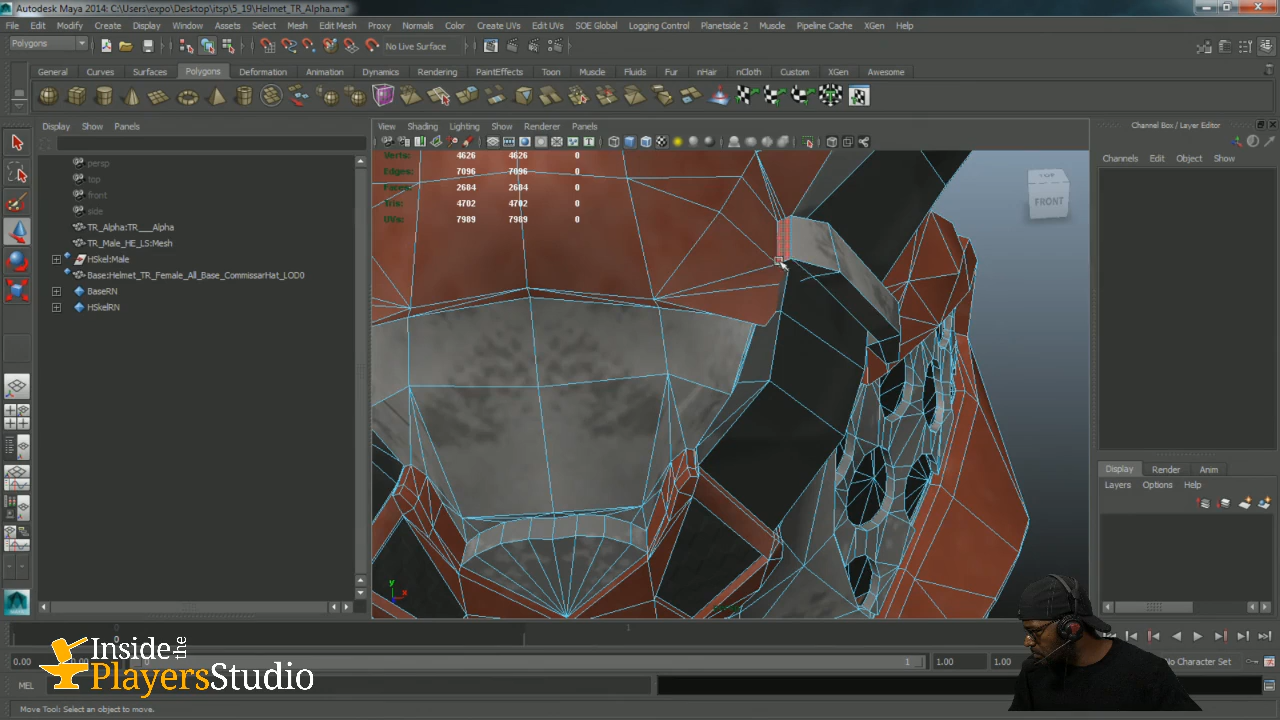 Autodesk Maya 2014: C:\Users\expo\Desktop\itsp\5_19\Helmet_TR_Alpha.ma*
File Edit Modify Create Display Window Assets Select Mesh Edit Mesh Proxy Normals Color Create UVs Edit UVs SOE Global Logging Control Planetside 2 Muscle Pipeline Cache XGen Help
Polygons No Live Surface
General Curves Surfaces Polygons Deformation Animation Dynamics Rendering PaintEffects Toon Muscle Fluids Fur nHair nCloth Custom XGen Awesome
Display Show Panels
View Shading Lighting Show Renderer Panels
Channel Box / Layer Editor
Channels Edit Object Show
persp
top
front
side
TR_Alpha:TR___Alpha
TR_Male_HE_LS:Mesh
HSkel:Male
Base:Helmet_TR_Female_All_Base_CommissarHat_LOD0
BaseRN
HSkelRN
Verts: 4626 4626 0
Edges: 7096 7096 0
Faces: 2684 2684 0
Tris: 4702 4702 0
UVs: 7989 7989 0
TOP
FRONT
y
x
Display Render Anim
Layers Options Help
0
1
0.00
0
1
1.00
1.00
No Character Set
MEL
Move Tool: Select an object to move.
Inside the
PlayersStudio